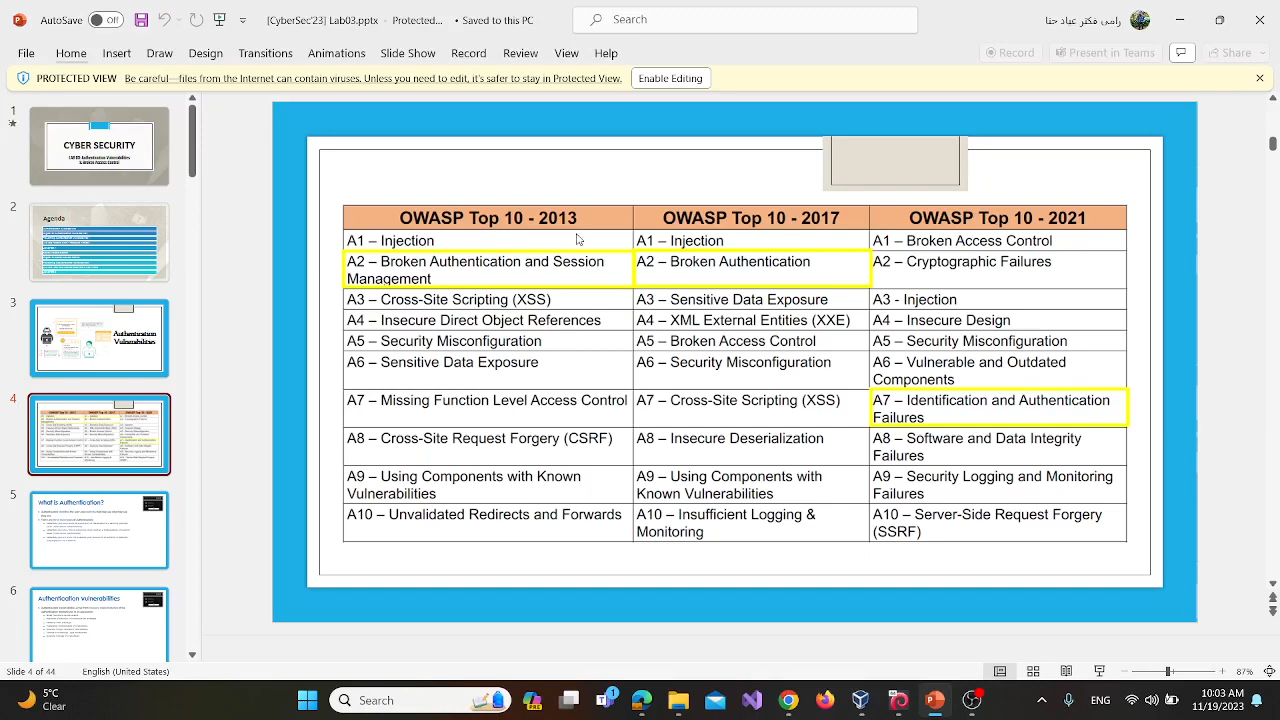 AutoSave Off [CyberSec23] Lab03.pptx - Protected... • Saved to this PC Search
File Home Insert Draw Design Transitions Animations Slide Show Record Review View Help Record Present in Teams Share
PROTECTED VIEW Be careful—files from the Internet can contain viruses. Unless you need to edit, it's safer to stay in Protected View. Enable Editing
1
CYBER SECURITY
2
Agenda
3
Authentication
Vulnerabilities
4
5
What is Authentication?
6
Authentication Vulnerabilities
OWASP Top 10 - 2013 OWASP Top 10 - 2017 OWASP Top 10 - 2021
A1 – Injection A1 – Injection A1 – Broken Access Control
A2 – Broken Authentication and Session A2 – Broken Authentication A2 – Cryptographic Failures
Management
A3 – Cross-Site Scripting (XSS) A3 – Sensitive Data Exposure A3 - Injection
A4 – Insecure Direct Object References A4 – XML External Entities (XXE) A4 – Insecure Design
A5 – Security Misconfiguration A5 – Broken Access Control A5 – Security Misconfiguration
A6 – Sensitive Data Exposure A6 – Security Misconfiguration A6 – Vulnerable and Outdated
Components
A7 – Missing Function Level Access Control A7 – Cross-Site Scripting (XSS) A7 – Identification and Authentication
Failures
A8 – Cross-Site Request Forgery (CSRF) A8 – Insecure Deserialization A8 – Software and Data Integrity
Failures
A9 – Using Components with Known A9 – Using Components with A9 – Security Logging and Monitoring
Vulnerabilities Known Vulnerabilities Failures
A10 – Unvalidated Redirects and Forwards A10 – Insufficient Logging & A10 – Server-Side Request Forgery
Monitoring (SSRF)
Slide 4 of 44 English (United States) 87%
5°C Search ENG 10:03 AM
Clear 11/19/2023